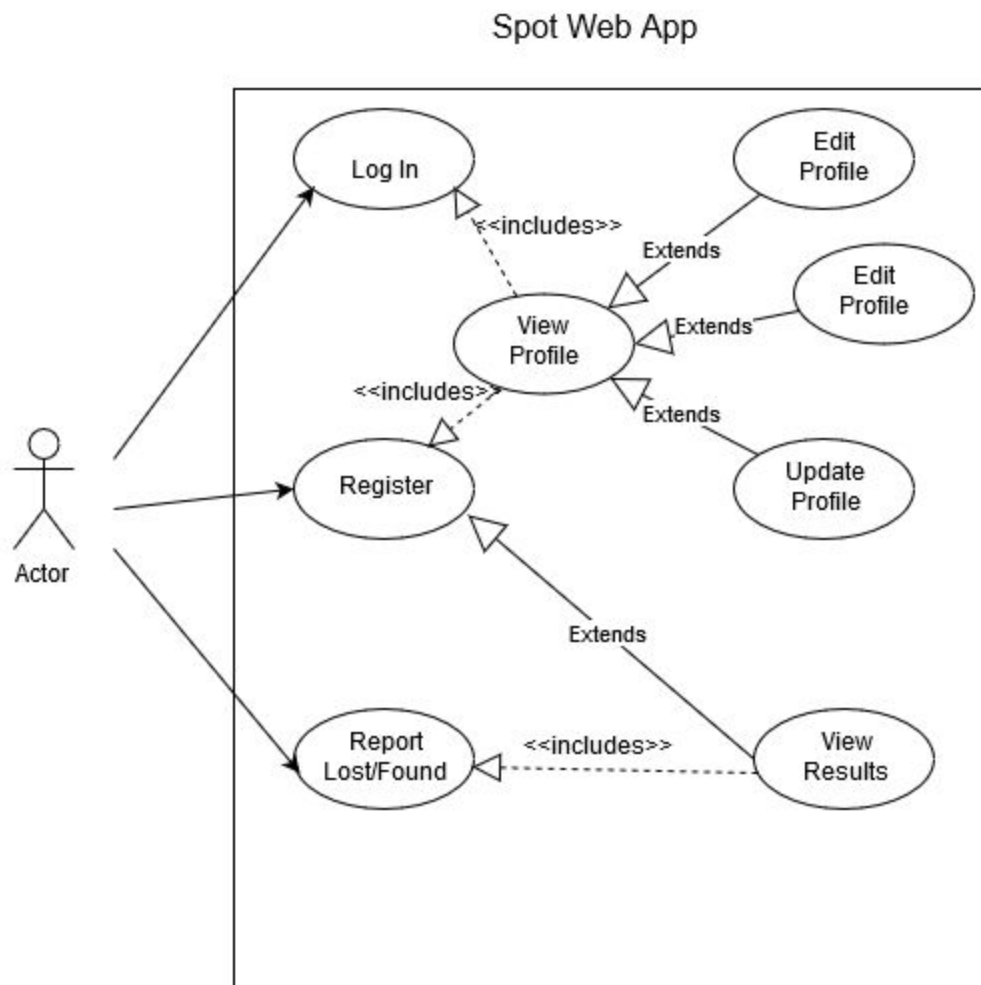 Spot Web App
Log In
Edit
Profile
<<includes>>
Extends
Edit
Profile
View
Profile
Extends
<<includes>>
Extends
Register
Update
Profile
Actor
Extends
Report
Lost/Found
<<includes>>
View
Results